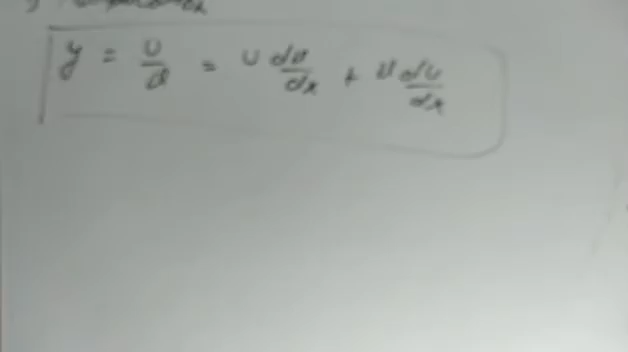 y = u/v = u dv/dx + v du/dx